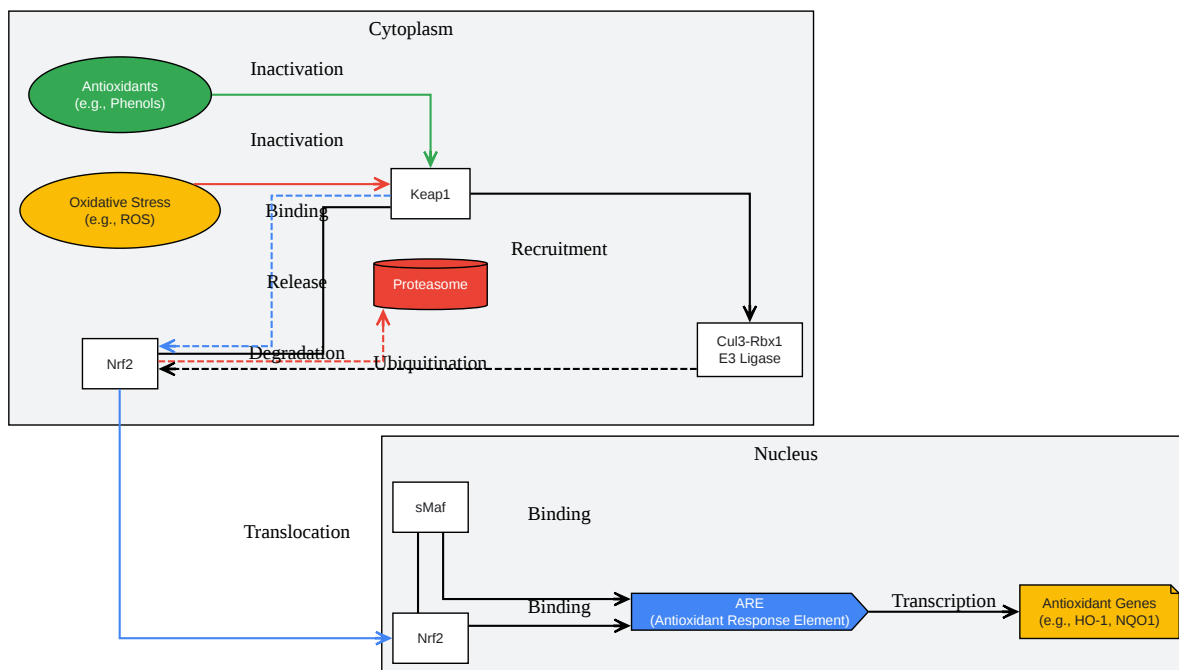 Cytoplasm
Inactivation
Antioxidants
(e.g., Phenols)
Inactivation
Keap1
Oxidative Stress
(e.g., ROS)
Binding
Recruitment
Release
Proteasome
Cul3-Rbx1
E3 Ligase
Degradation
Ubiquitination
Nrf2
Nucleus
sMaf
Binding
Translocation
Binding
ARE
(Antioxidant Response Element)
Transcription
Antioxidant Genes
(e.g., HO-1, NQO1)
Nrf2